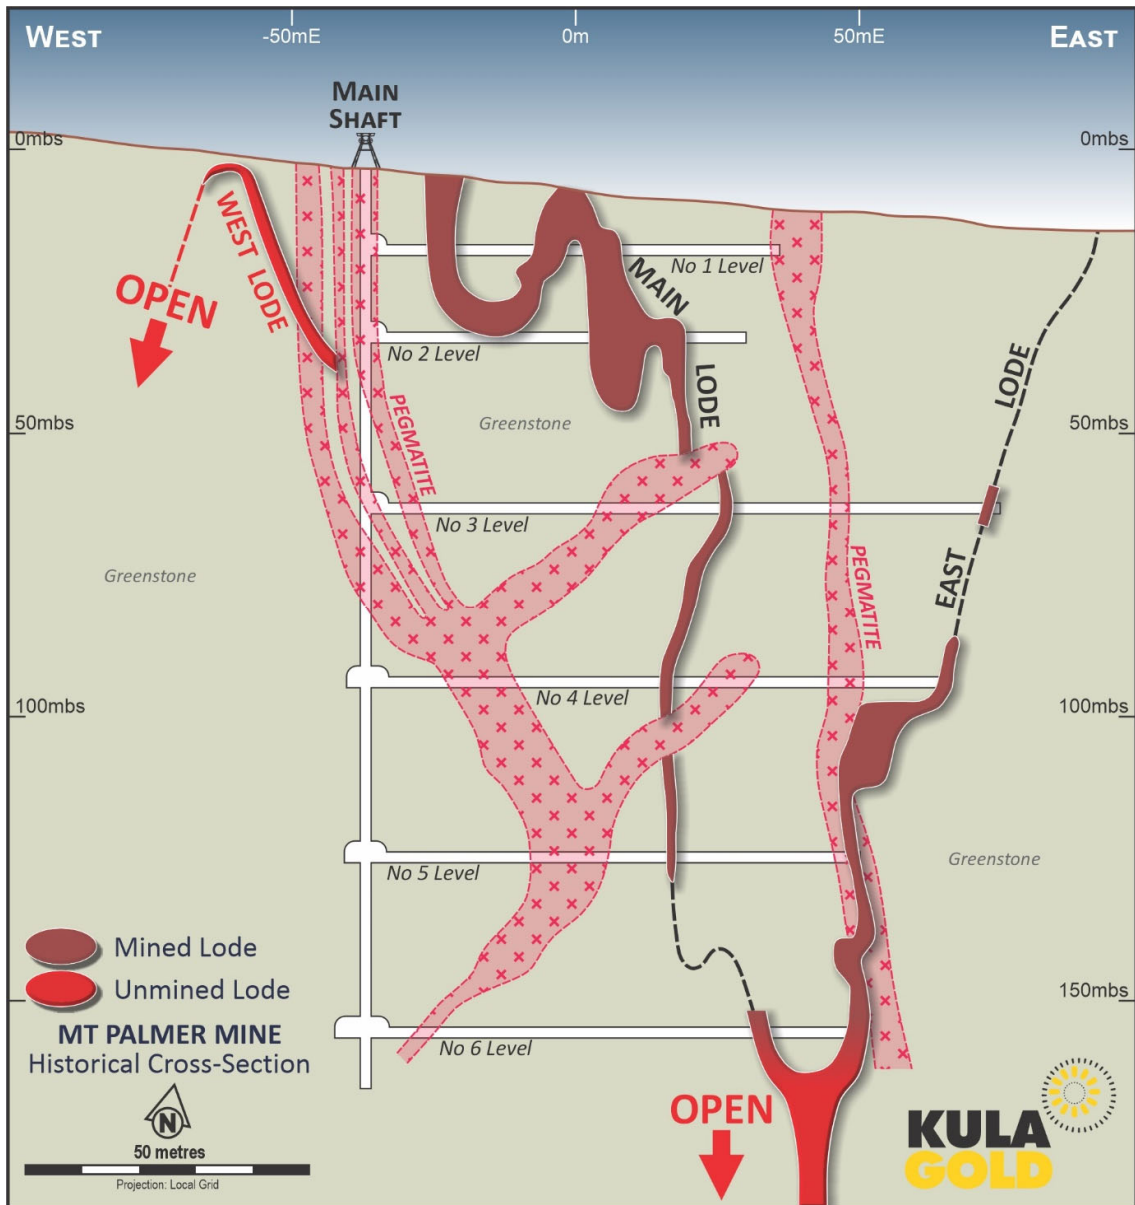 WEST
-50mE
0m
50mE
EAST
MAIN
SHAFT
0mbs
0mbs
WEST LODE
OPEN
No 1 Level
MAIN
LODE
No 2 Level
PEGMATITE
Greenstone
LODE
50mbs
50mbs
No 3 Level
EAST
PEGMATITE
Greenstone
No 4 Level
100mbs
100mbs
No 5 Level
Greenstone
Mined Lode
Unmined Lode
150mbs
MT PALMER MINE
Historical Cross-Section
No 6 Level
N
50 metres
Projection: Local Grid
OPEN
KULA
GOLD